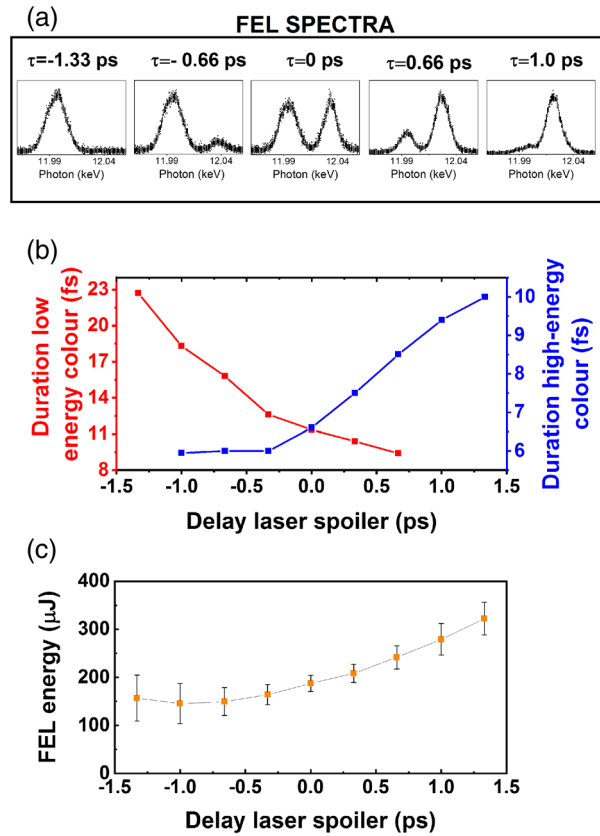 (a)
FEL SPECTRA
τ=-1.33 ps τ=- 0.66 ps τ=0 ps τ=0.66 ps τ=1.0 ps
11.99 12.04 11.99 12.04 11.99 12.04 11.99 12.04 11.99 12.04
Photon (keV) Photon (keV) Photon (keV) Photon (keV) Photon (keV)
(b)
Duration low
energy colour (fs)
23
20
17
14
11
8
10
9
8
7
6
Duration high-energy
colour (fs)
-1.5 -1.0 -0.5 0.0 0.5 1.0 1.5
Delay laser spoiler (ps)
(c)
FEL energy (μJ)
400
300
200
100
0
-1.5 -1.0 -0.5 0.0 0.5 1.0 1.5
Delay laser spoiler (ps)